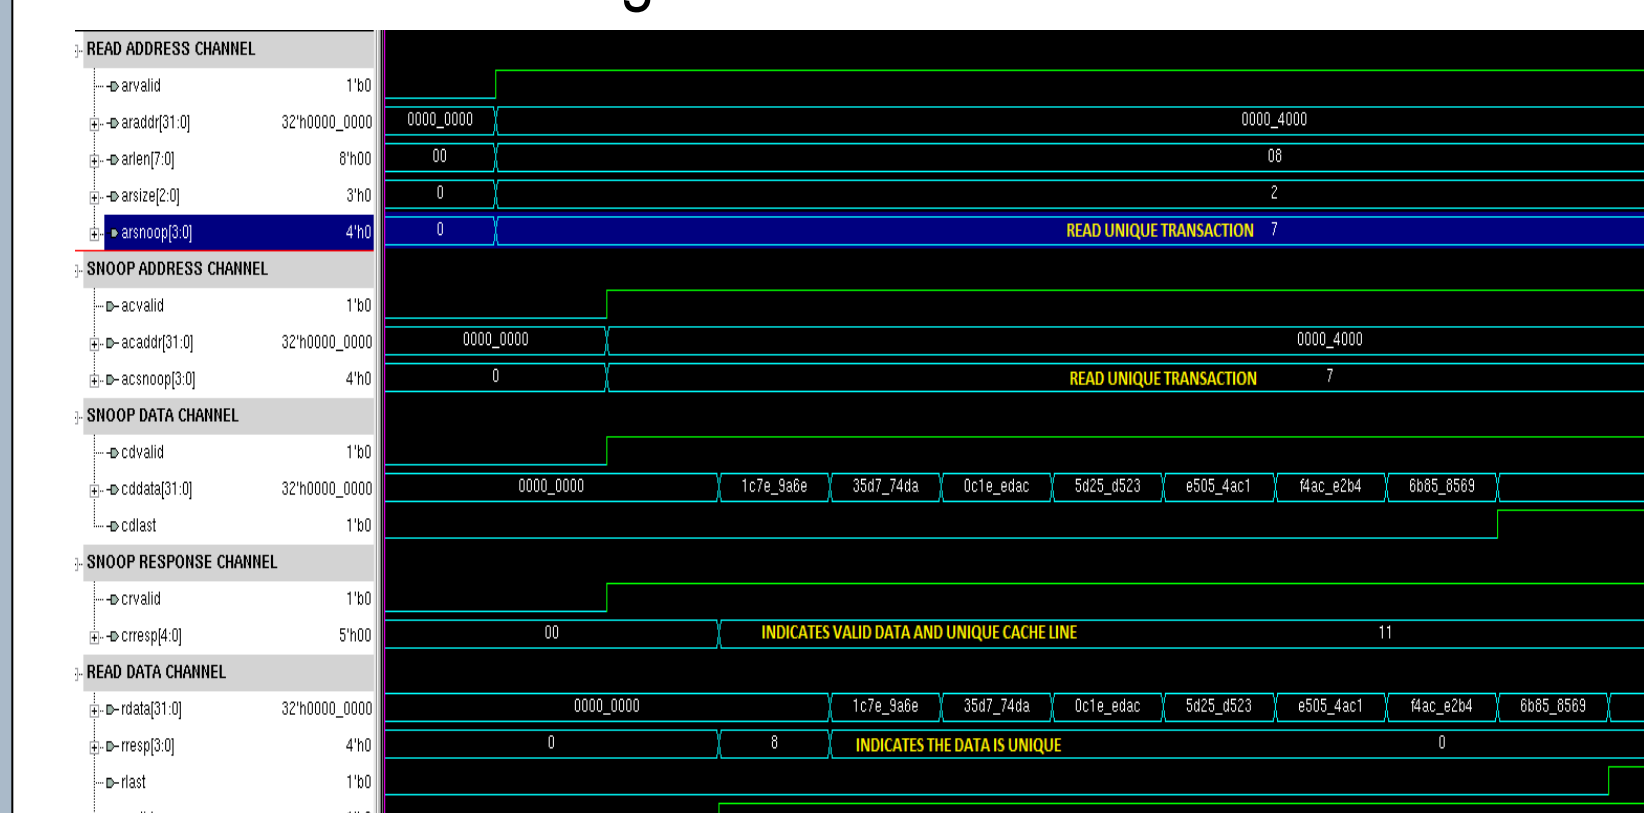 READ ADDRESS CHANNEL
arvalid 1'b0
araddr[31:0] 32'h0000_0000 0000_0000 0000_4000
arlen[7:0] 8'h00 00 08
arsize[2:0] 3'h0 0 2
arsnoop[3:0] 4'h0 0 READ UNIQUE TRANSACTION 7
SNOOP ADDRESS CHANNEL
acvalid 1'b0
acaddr[31:0] 32'h0000_0000 0000_0000 0000_4000
acsnoop[3:0] 4'h0 0 READ UNIQUE TRANSACTION 7
SNOOP DATA CHANNEL
cdvalid 1'b0
cddata[31:0] 32'h0000_0000 0000_0000 1c7e_9a6e 35d7_74da 0c1e_edac 5d25_d523 e505_4ac1 f4ac_e2b4 6b85_8569
cdlast 1'b0
SNOOP RESPONSE CHANNEL
crvalid 1'b0
crresp[4:0] 5'h00 00 INDICATES VALID DATA AND UNIQUE CACHE LINE 11
READ DATA CHANNEL
rdata[31:0] 32'h0000_0000 0000_0000 1c7e_9a6e 35d7_74da 0c1e_edac 5d25_d523 e505_4ac1 f4ac_e2b4 6b85_8569
rresp[3:0] 4'h0 0 8 INDICATES THE DATA IS UNIQUE 0
rlast 1'b0